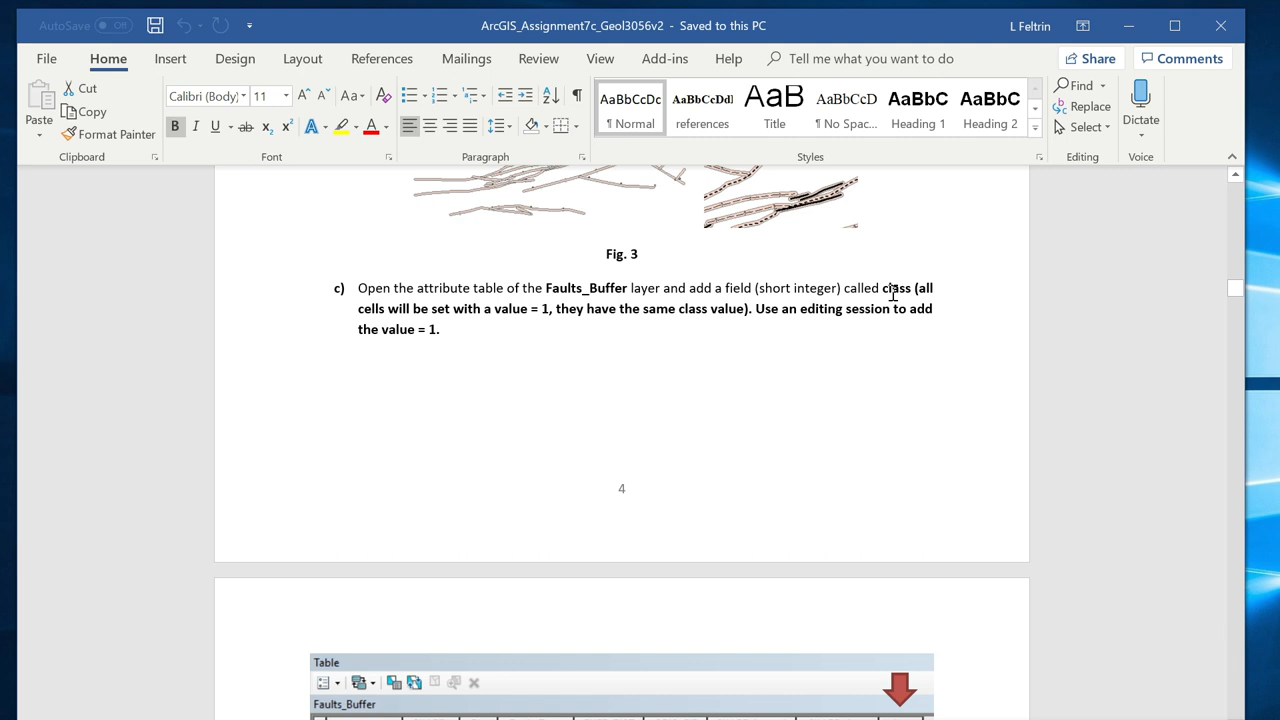 AutoSave Off
ArcGIS_Assignment7c_Geol3056v2 - Saved to this PC
L Feltrin
File Home Insert Design Layout References Mailings Review View Add-ins Help Tell me what you want to do Share Comments
Paste
Cut
Copy
Format Painter
Clipboard
Calibri (Body) 11
Font
Paragraph
AaBbCcDc AaBbCcDdl AaB AaBbCcD AaBbC AaBbC
¶ Normal references Title ¶ No Spac... Heading 1 Heading 2
Styles
Find
Replace
Select
Editing
Dictate
Voice
Fig. 3
c) Open the attribute table of the Faults_Buffer layer and add a field (short integer) called class (all
cells will be set with a value = 1, they have the same class value). Use an editing session to add
the value = 1.
4
Table
Faults_Buffer